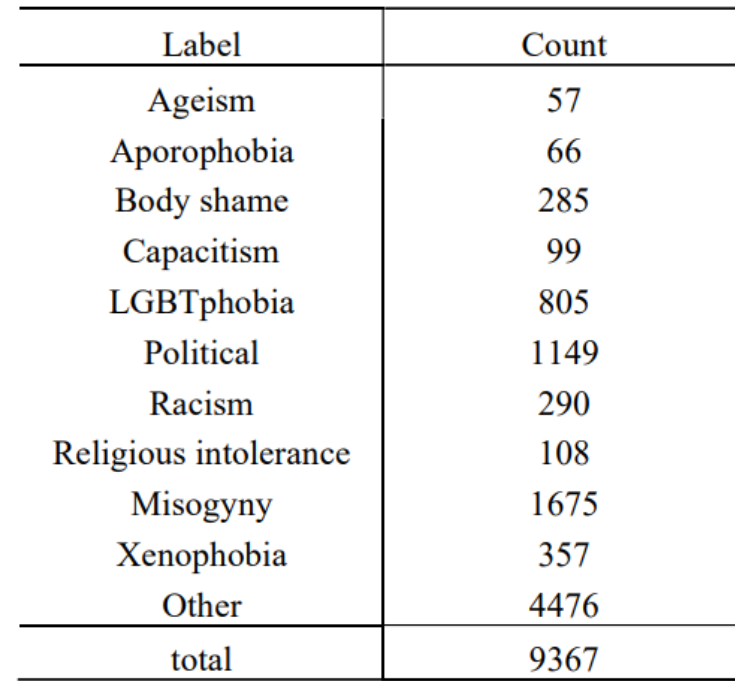 Label Count
Ageism 57
Aporophobia 66
Body shame 285
Capacitism 99
LGBTphobia 805
Political 1149
Racism 290
Religious intolerance 108
Misogyny 1675
Xenophobia 357
Other 4476
total 9367